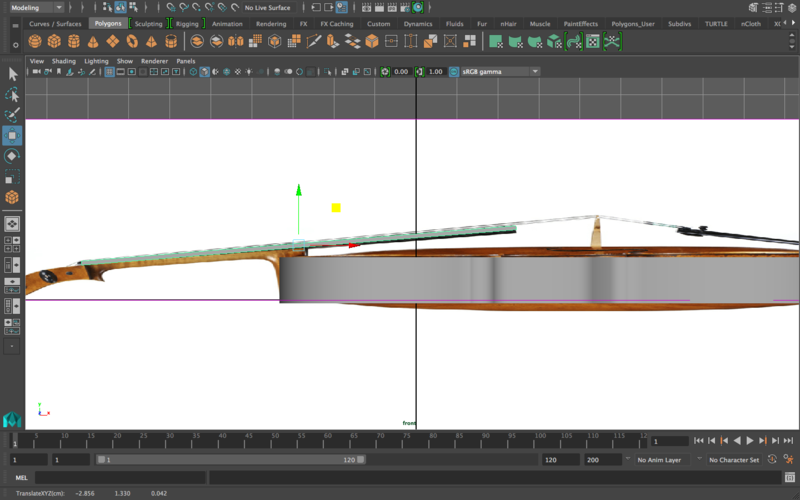 Modeling
No Live Surface
Curves / Surfaces Polygons Sculpting Rigging Animation Rendering FX FX Caching Custom Dynamics Fluids Fur nHair Muscle PaintEffects Polygons_User Subdivs TURTLE nCloth
View Shading Lighting Show Renderer Panels
0.00 1.00 sRGB gamma
y
x
front
5 10 15 20 25 30 35 40 45 50 55 60 65 70 75 80 85 90 95 100 105 110 115 12
1 1
1 1 1 120 120 200 No Anim Layer No Character Set
MEL
TranslateXYZ(cm): -2.856 1.330 0.042